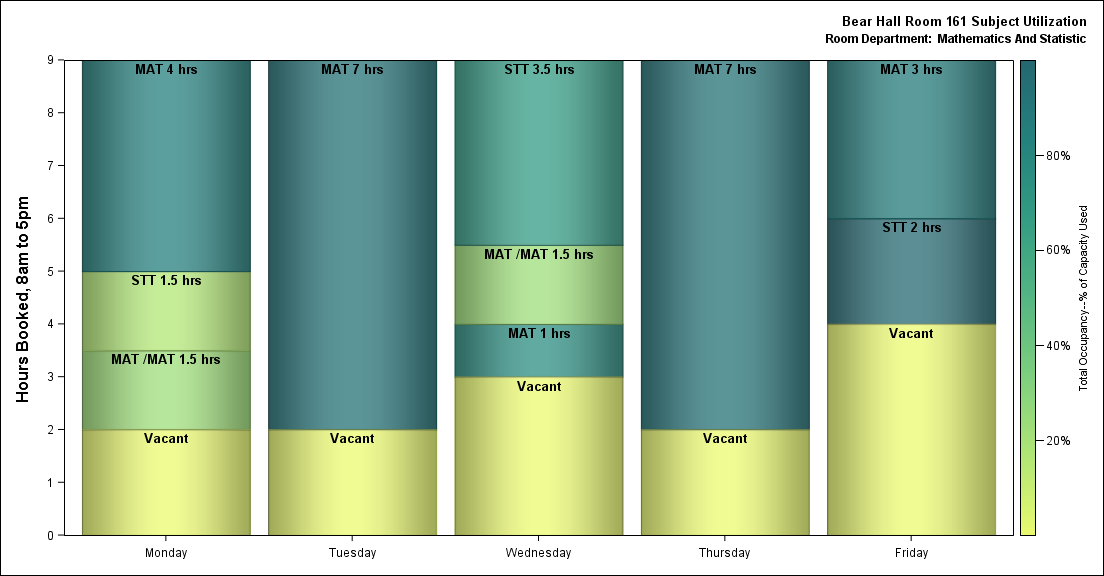 Bear Hall Room 161 Subject Utilization
Room Department: Mathematics And Statistic
Hours Booked, 8am to 5pm
9
8
7
6
5
4
3
2
1
0
MAT 4 hrs
STT 1.5 hrs
MAT /MAT 1.5 hrs
Vacant
MAT 7 hrs
Vacant
STT 3.5 hrs
MAT /MAT 1.5 hrs
MAT 1 hrs
Vacant
MAT 7 hrs
Vacant
MAT 3 hrs
STT 2 hrs
Vacant
Monday
Tuesday
Wednesday
Thursday
Friday
80%
60%
40%
20%
Total Occupancy--% of Capacity Used